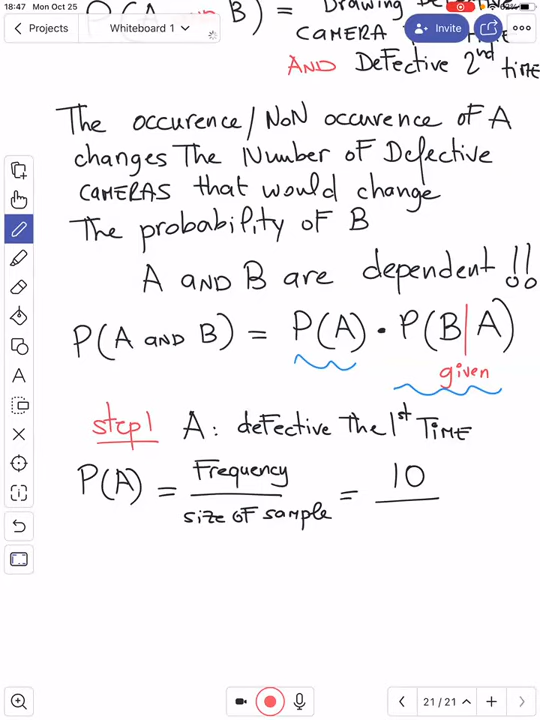 18:47 Mon Oct 25
Projects Whiteboard 1 Invite
P(A B) =
CAMERA
AND Defective 2nd time
The occurence/NoN occurence of A
changes The Number of Defective
CAMERAS that would change
The probability of B
A AND B are dependent!!
P(A AND B) = P(A) · P(B|A)
given
step1 A: defective The 1st TIME
P(A) = Frequency = 10
size of sample
A
21/21